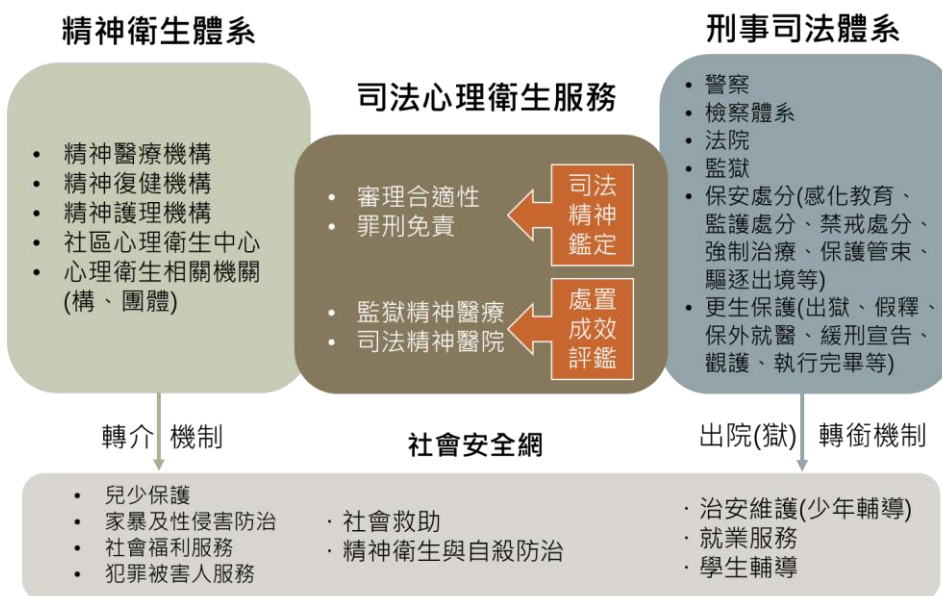 精神衛生體系
• 精神醫療機構
• 精神復健機構
• 精神護理機構
• 社區心理衛生中心
• 心理衛生相關機關
(構、團體)
司法心理衛生服務
• 審理合適性
• 罪刑免責
司法
精神
鑑定
• 監獄精神醫療
• 司法精神醫院
處置
成效
評鑑
刑事司法體系
• 警察
• 檢察體系
• 法院
• 監獄
• 保安處分(感化教育、
監護處分、禁戒處分、
強制治療、保護管束、
驅逐出境等)
• 更生保護(出獄、假釋、
保外就醫、緩刑宣告、
觀護、執行完畢等)
轉介 機制
社會安全網
出院(獄) 轉銜機制
• 兒少保護
• 家暴及性侵害防治
• 社會福利服務
• 犯罪被害人服務
· 社會救助
· 精神衛生與自殺防治
· 治安維護(少年輔導)
· 就業服務
· 學生輔導